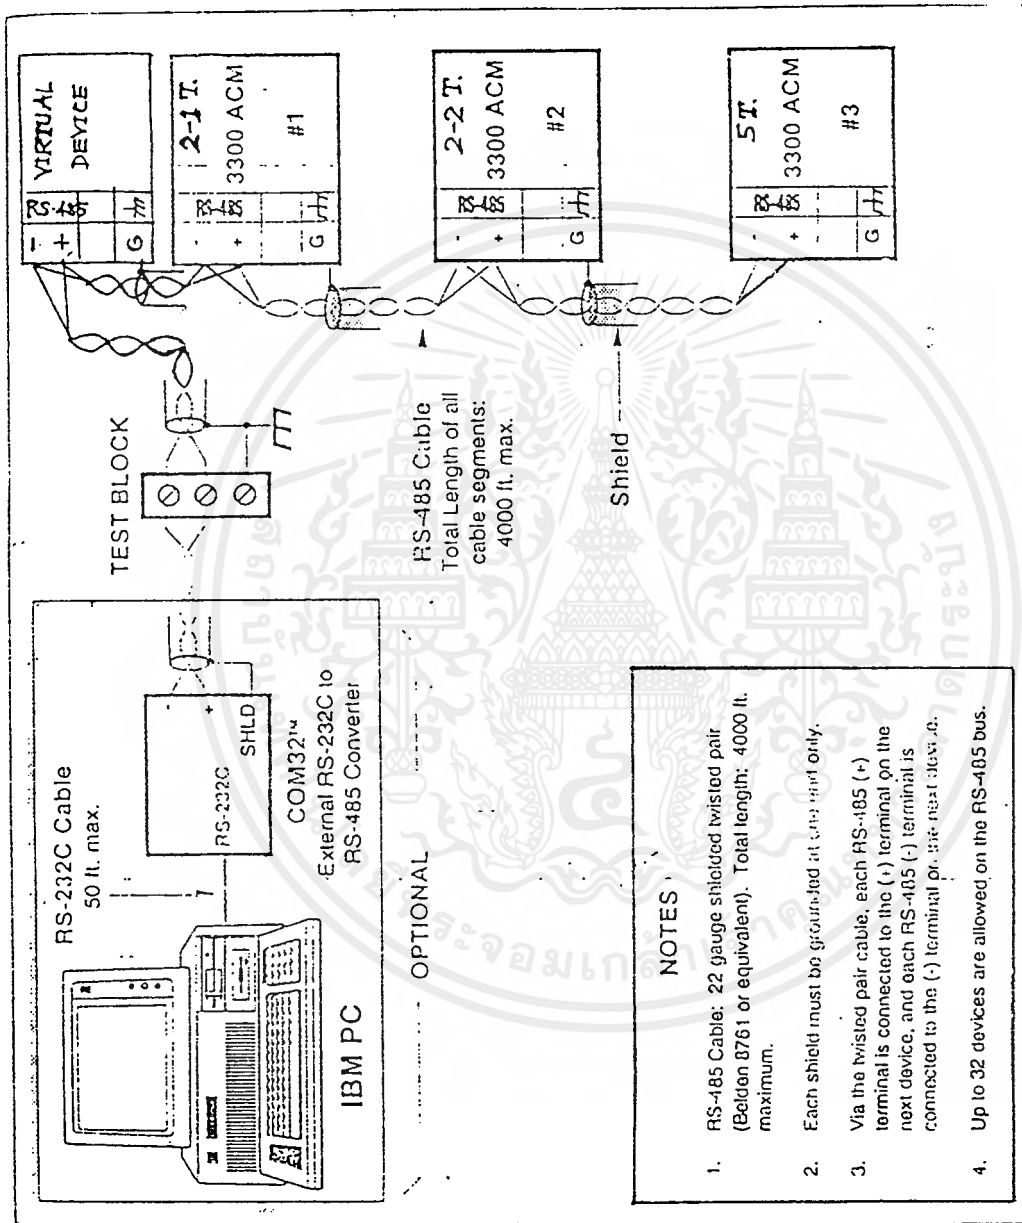 RS-232C Cable
50 ft. max.
IBM PC
RS-232C
-
+
SHLD
COM32™
External RS-232C to
RS-485 Converter
OPTIONAL
TEST BLOCK
RS-485 Cable
Total Length of all
cable segments:
4000 ft. max.
Shield
- RS-485
+
G
VIRTUAL
DEVICE
-
+
G
2-1 T.
3300 ACM
#1
-
+
G
2-2 T.
3300 ACM
#2
-
+
G
5T.
3300 ACM
#3
NOTES
1. RS-485 Cable: 22 gauge shielded twisted pair
(Belden 8761 or equivalent). Total length: 4000 ft.
maximum.
2. Each shield must be grounded at one end only.
3. Via the twisted pair cable, each RS-485 (+)
terminal is connected to the (+) terminal on the
next device, and each RS-485 (-) terminal is
connected to the (-) terminal on the next device.
4. Up to 32 devices are allowed on the RS-485 bus.